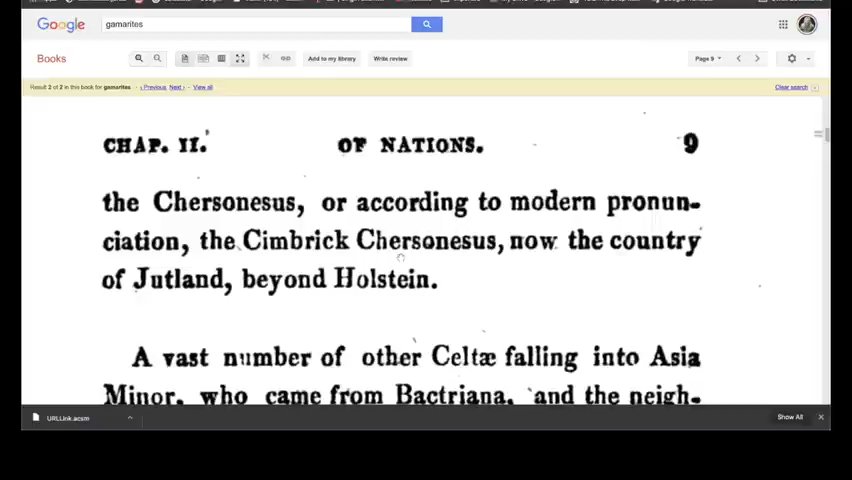 Google
gamarites
Books
Add to my library
Write review
Page 9
Result 2 of 2 in this book for gamarites
‹ Previous Next › - View all
Clear search
CHAP. II. OF NATIONS. 9
the Chersonesus, or according to modern pronun-
ciation, the Cimbrick Chersonesus, now the country
of Jutland, beyond Holstein.
A vast number of other Celtæ falling into Asia
Minor, who came from Bactriana, and the neigh-
URLLink.acsm
Show All